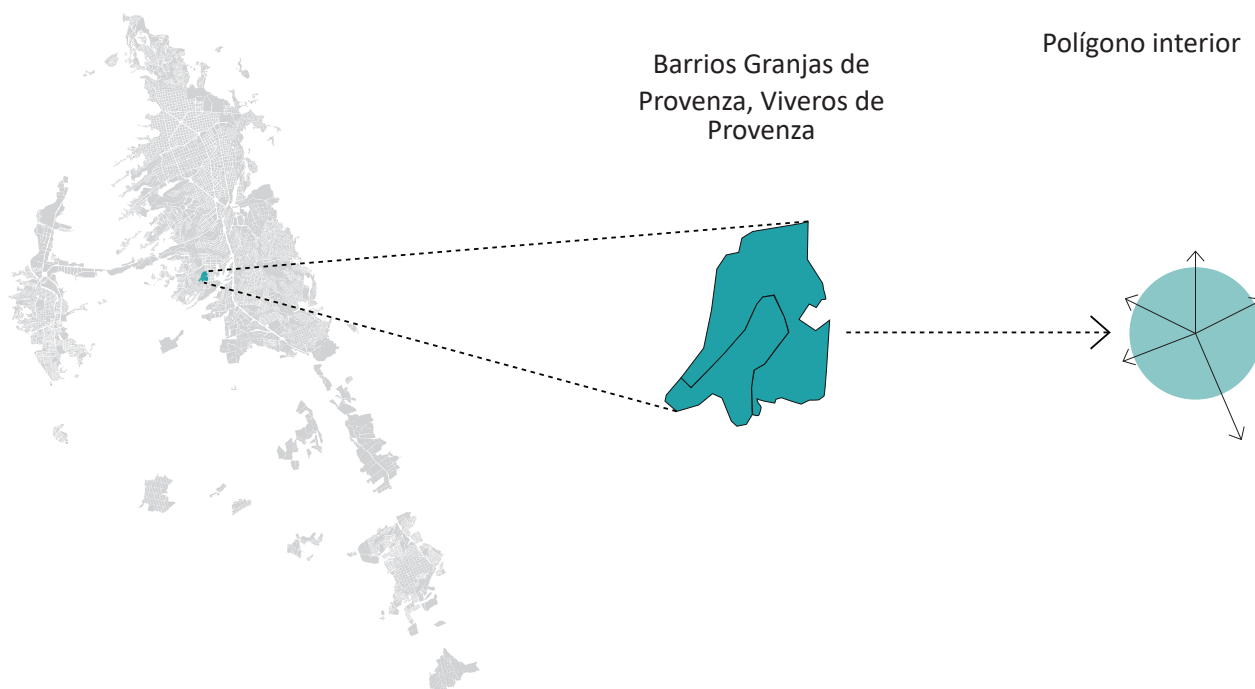 Barrios Granjas de
Provenza, Viveros de
Provenza
Polígono interior